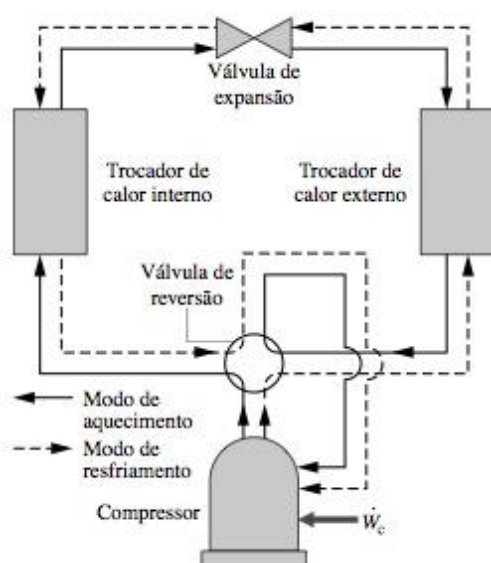 Válvula de
expansão
Trocador de
calor interno
Trocador de
calor externo
Válvula de
reversão
Modo de
aquecimento
Modo de
resfriamento
Compressor
Ẇc